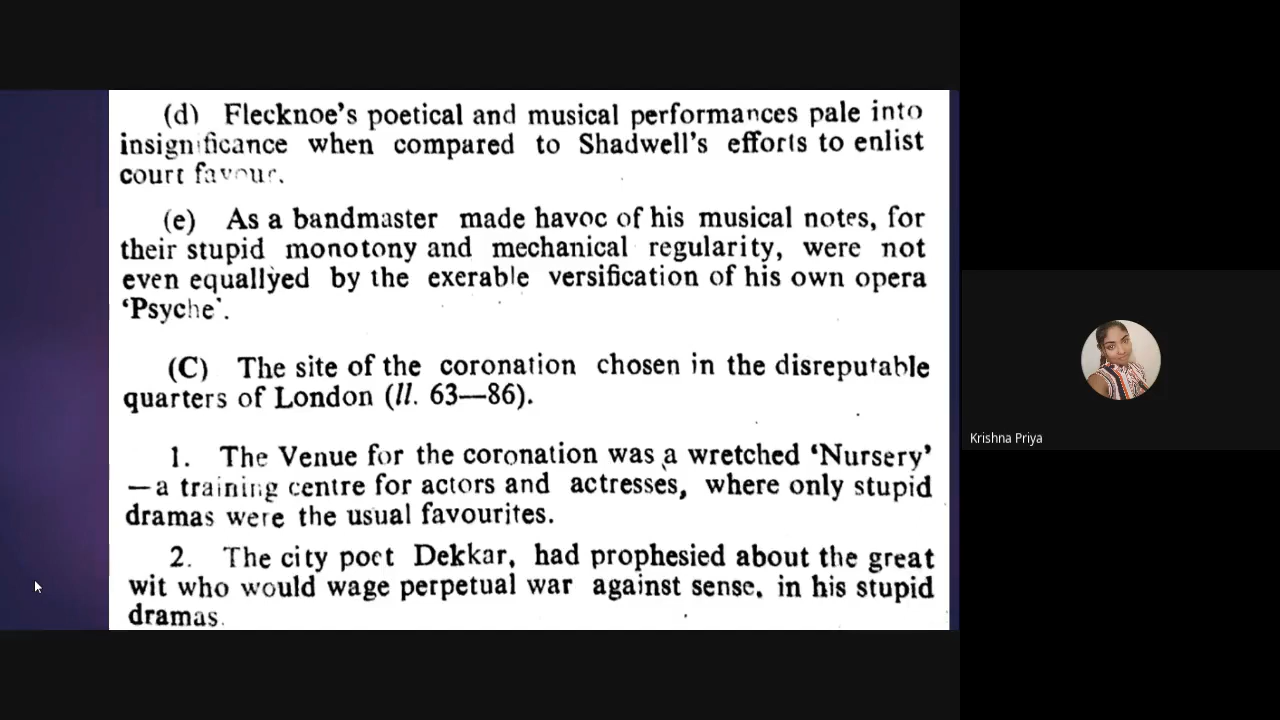 (d) Flecknoe's poetical and musical performances pale into
insignificance when compared to Shadwell's efforts to enlist
court favour.
(e) As a bandmaster made havoc of his musical notes, for
their stupid monotony and mechanical regularity, were not
even equallyed by the exerable versification of his own opera
‘Psyche’.
(C) The site of the coronation chosen in the disreputable
quarters of London (ll. 63—86).
1. The Venue for the coronation was a wretched ‘Nursery’
—a training centre for actors and actresses, where only stupid
dramas were the usual favourites.
2. The city poet Dekkar, had prophesied about the great
wit who would wage perpetual war against sense, in his stupid
dramas.
Krishna Priya